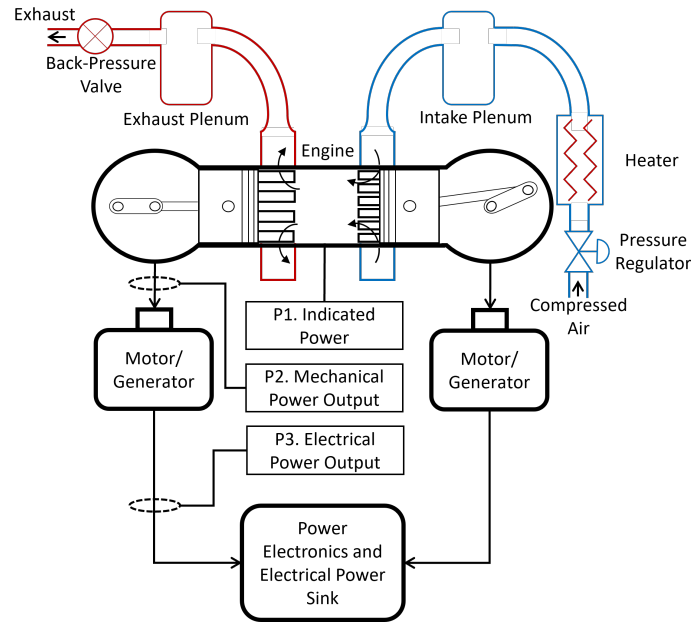 Exhaust
Back-Pressure
Valve
Exhaust Plenum
Intake Plenum
Engine
Heater
Pressure
Regulator
Compressed
Air
P1. Indicated
Power
Motor/
Generator
P2. Mechanical
Power Output
Motor/
Generator
P3. Electrical
Power Output
Power
Electronics and
Electrical Power
Sink